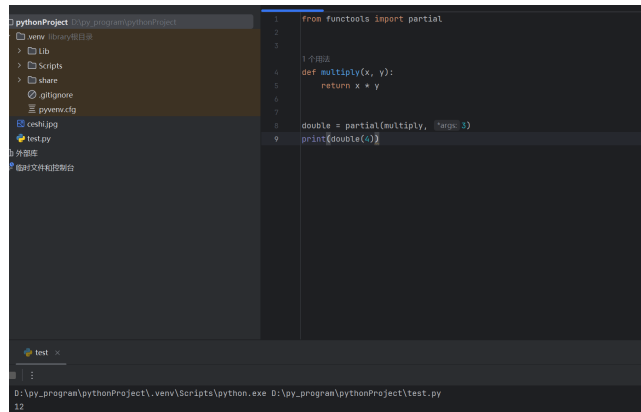 pythonProject D:\py_program\pythonProject
.venv library根目录
Lib
Scripts
share
.gitignore
pyvenv.cfg
ceshi.jpg
test.py
外部库
临时文件和控制台
1 from functools import partial
2
3
1个用法
4 def multiply(x, y):
5 return x * y
6
7
8 double = partial(multiply, *args: 3)
9 print(double(4))
test ×
D:\py_program\pythonProject\.venv\Scripts\python.exe D:\py_program\pythonProject\test.py
12